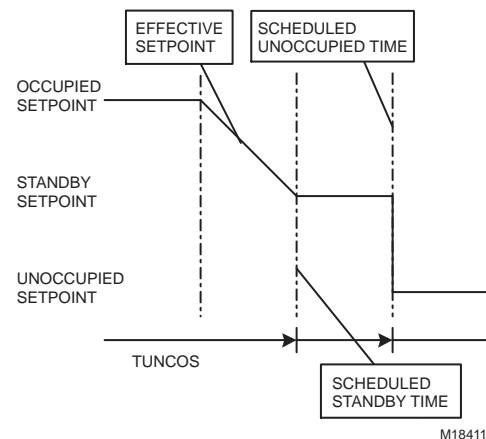 EFFECTIVE
SETPOINT
SCHEDULED
UNOCCUPIED TIME
OCCUPIED
SETPOINT
STANDBY
SETPOINT
UNOCCUPIED
SETPOINT
TUNCOS
SCHEDULED
STANDBY TIME
M18411